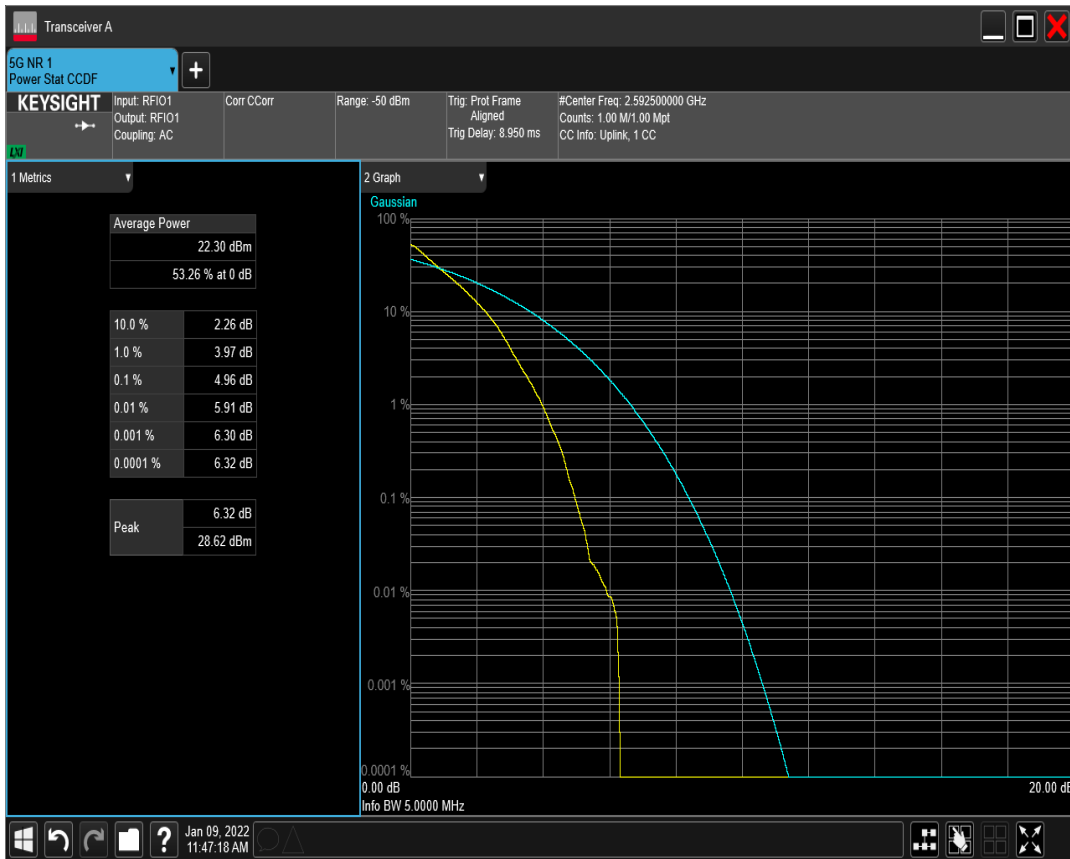 Transceiver A
5G NR 1
Power Stat CCDF
+
KEYSIGHT
LXI
Input: RFIO1
Output: RFIO1
Coupling: AC
Corr CCorr
Range: -50 dBm
Trig: Prot Frame
Aligned
Trig Delay: 8.950 ms
#Center Freq: 2.592500000 GHz
Counts: 1.00 M/1.00 Mpt
CC Info: Uplink, 1 CC
1 Metrics
Average Power
22.30 dBm
53.26 % at 0 dB
10.0 % 2.26 dB
1.0 % 3.97 dB
0.1 % 4.96 dB
0.01 % 5.91 dB
0.001 % 6.30 dB
0.0001 % 6.32 dB
Peak
6.32 dB
28.62 dBm
2 Graph
Gaussian
100 %
10 %
1 %
0.1 %
0.01 %
0.001 %
0.0001 %
0.00 dB
20.00 dB
Info BW 5.0000 MHz
?
Jan 09, 2022
11:47:18 AM